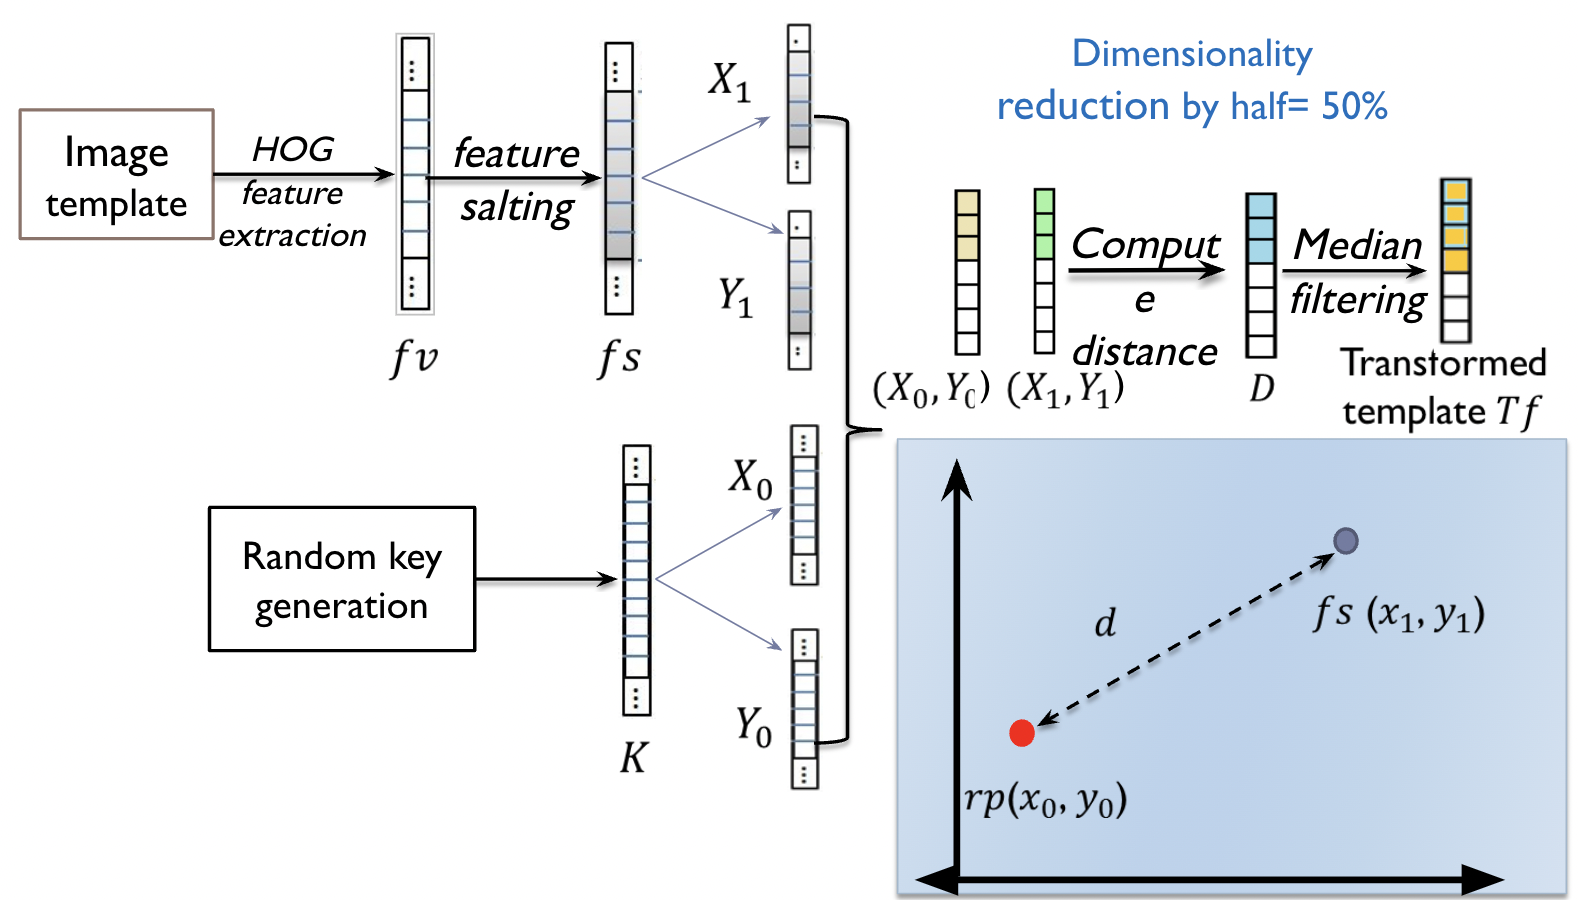 Dimensionality
reduction by half= 50%
Image
template
HOG
feature
extraction
fv
feature
salting
fs
X₁
Y₁
Random key
generation
K
X₀
Y₀
(X₀, Y₀)
(X₁, Y₁)
Comput
e
distance
D
Median
filtering
Transformed
template Tf
d
fs (x₁, y₁)
rp(x₀, y₀)